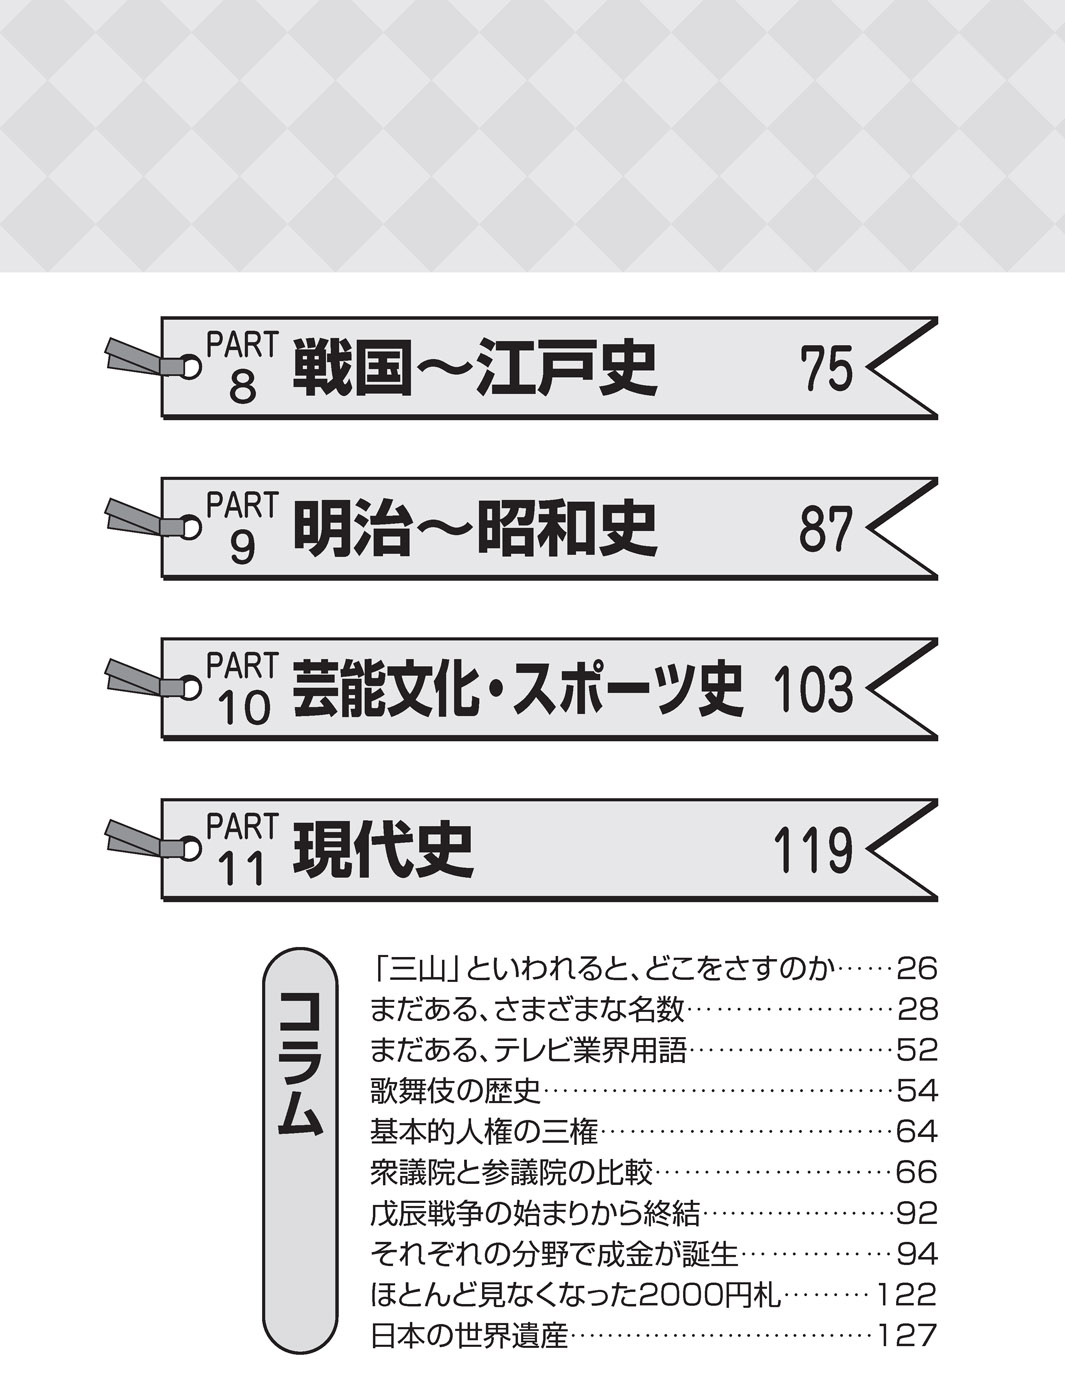 PART 8 戦国〜江戸史 75
PART 9 明治〜昭和史 87
PART 10 芸能文化・スポーツ史 103
PART 11 現代史 119
コラム
「三山」といわれると、どこをさすのか……26
まだある、さまざまな名数…………………28
まだある、テレビ業界用語…………………52
歌舞伎の歴史………………………………54
基本的人権の三権…………………………64
衆議院と参議院の比較……………………66
戊辰戦争の始まりから終結………………92
それぞれの分野で成金が誕生……………94
ほとんど見なくなった2000円札………122
日本の世界遺産……………………………127